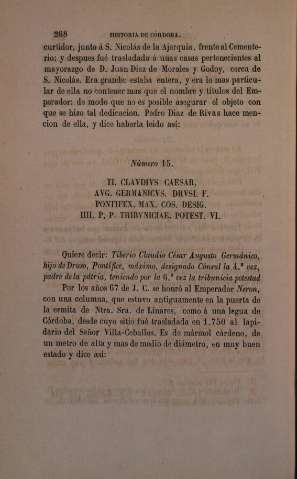 268 HISTORIA DE CÓRDOBA.
curtidor, junto á S. Nicolás de la Ajarquia, frente al Cemente-
rio; y despues fué trasladado á unas casas pertenecientes al
mayorazgo de D. Juan Diaz de Morales y Godoy, cerca de
S. Nicolás. Era grande: estaba entera, y era lo mas particu-
lar de ella no contener mas que el nombre y títulos del Em-
perador: de modo que no es posible asegurar el objeto con
que se hizo tal dedicacion. Pedro Diaz de Rivas hace men-
cion de ella, y dice haberla leido así:
Número 15.
TI. CLAVDIVS CAESAR,
AVG. GERMANICVS. DRVSI. F.
PONTIFEX, MAX. COS. DESIG.
IIII, P, P. TRIBVNICIAE. POTEST. VI.
Quiere decir: Tiberio Claudio César Augusto Germánico,
hijo de Druso, Pontífice, máximo, designado Cónsul la 4.ª vez,
padre de la pátria, teniendo por la 6.ª vez la tribunicia potestad
Por los años 67 de J. C. se honró al Emperador Neron,
con una columna, que estuvo antiguamente en la puerta de
la ermita de Ntra. Sra. de Linares, como á una legua de
Córdoba, desde cuyo sitio fué trasladada en 1.750 al lapi-
dario del Señor Villa-Ceballos. Es de mármol cárdeno, de
un metro de alto y mas de medio de diámetro, en muy buen
estado y dice así: